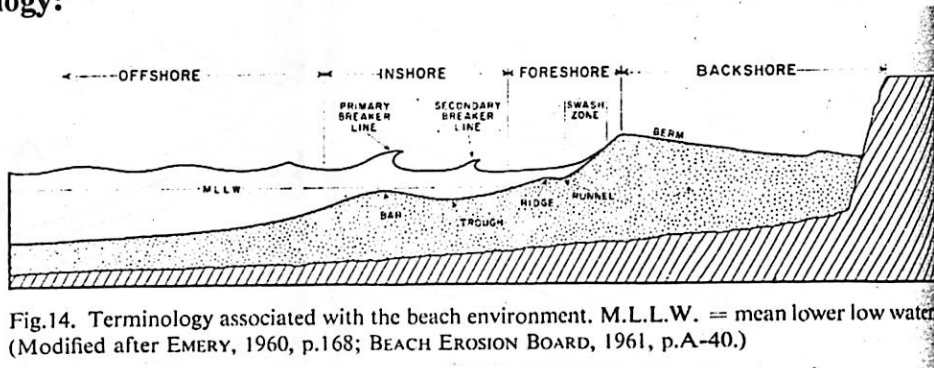 ology:
OFFSHORE INSHORE FORESHORE BACKSHORE
PRIMARY BREAKER LINE
SECONDARY BREAKER LINE
SWASH ZONE
BERM
MLLW
BAR
TROUGH
RIDGE
RUNNEL
Fig.14. Terminology associated with the beach environment. M.L.L.W. = mean lower low water
(Modified after EMERY, 1960, p.168; BEACH EROSION BOARD, 1961, p.A-40.)